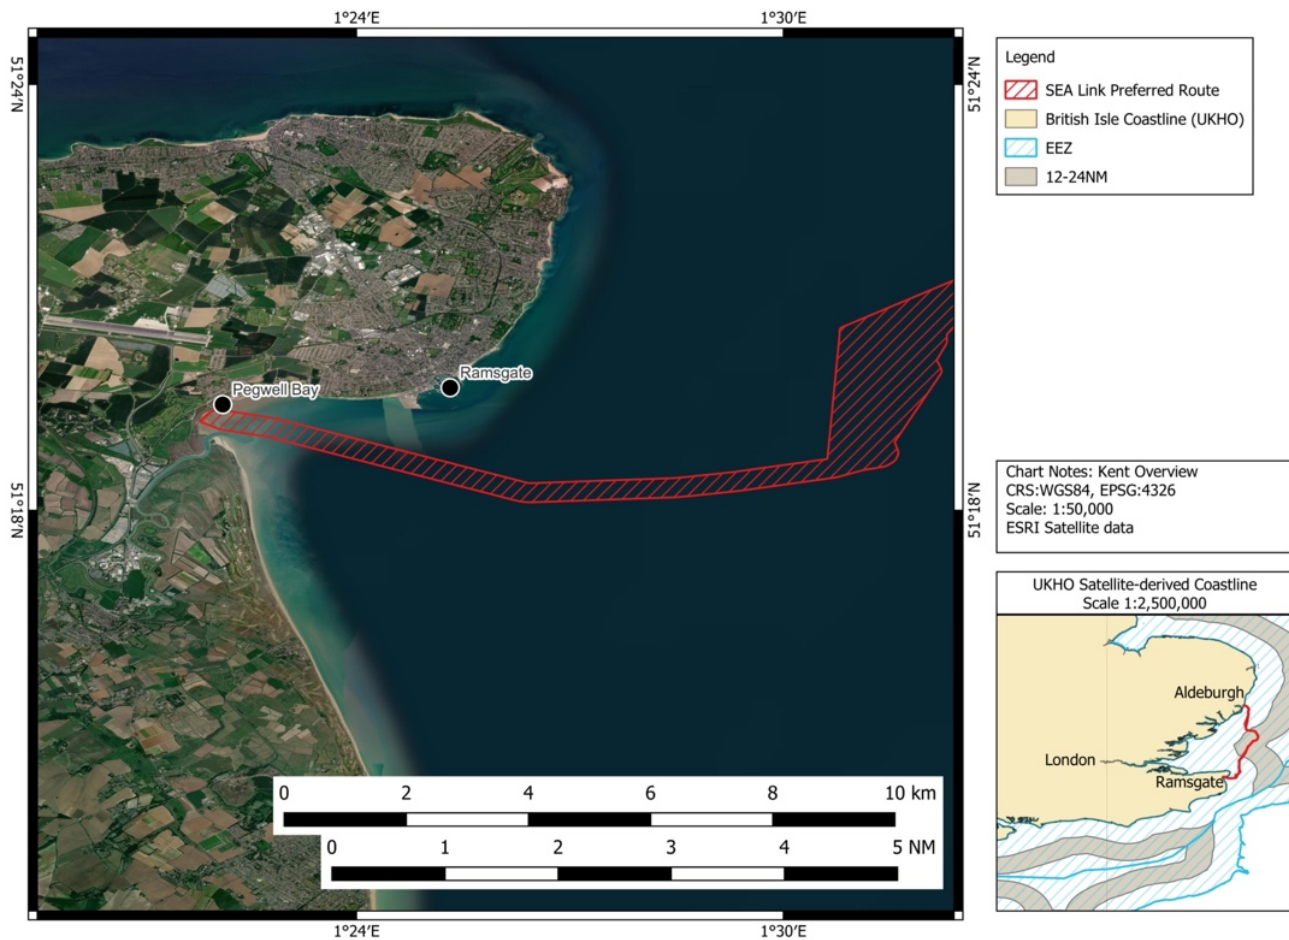 1°24′E
1°30′E
51°24′N
51°24′N
Legend
SEA Link Preferred Route
British Isle Coastline (UKHO)
EEZ
12-24NM
Ramsgate
Pegwell Bay
51°18′N
51°18′N
Chart Notes: Kent Overview
CRS:WGS84, EPSG:4326
Scale: 1:50,000
ESRI Satellite data
UKHO Satellite-derived Coastline
Scale 1:2,500,000
Aldeburgh
London
Ramsgate
0 2 4 6 8 10 km
0 1 2 3 4 5 NM
1°24′E
1°30′E